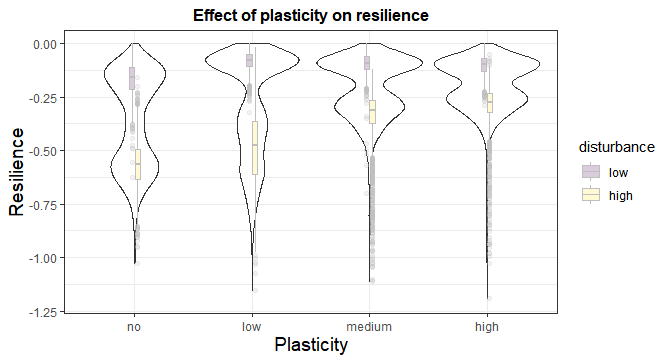 Effect of plasticity on resilience
0.00
-0.25
-0.50
-0.75
-1.00
-1.25
Resilience
no
low
medium
high
Plasticity
disturbance
low
high